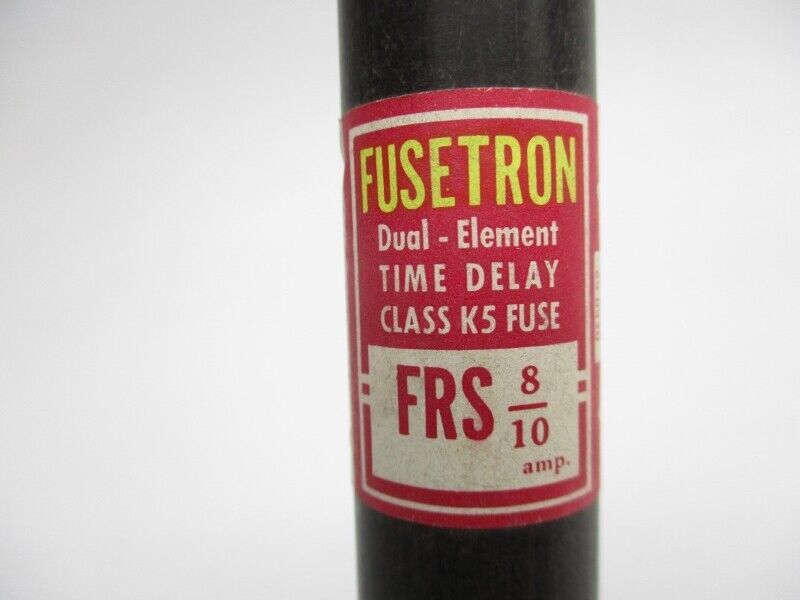 FUSETRON
Dual - Element
TIME DELAY
CLASS K5 FUSE
FRS 8/10
amp.